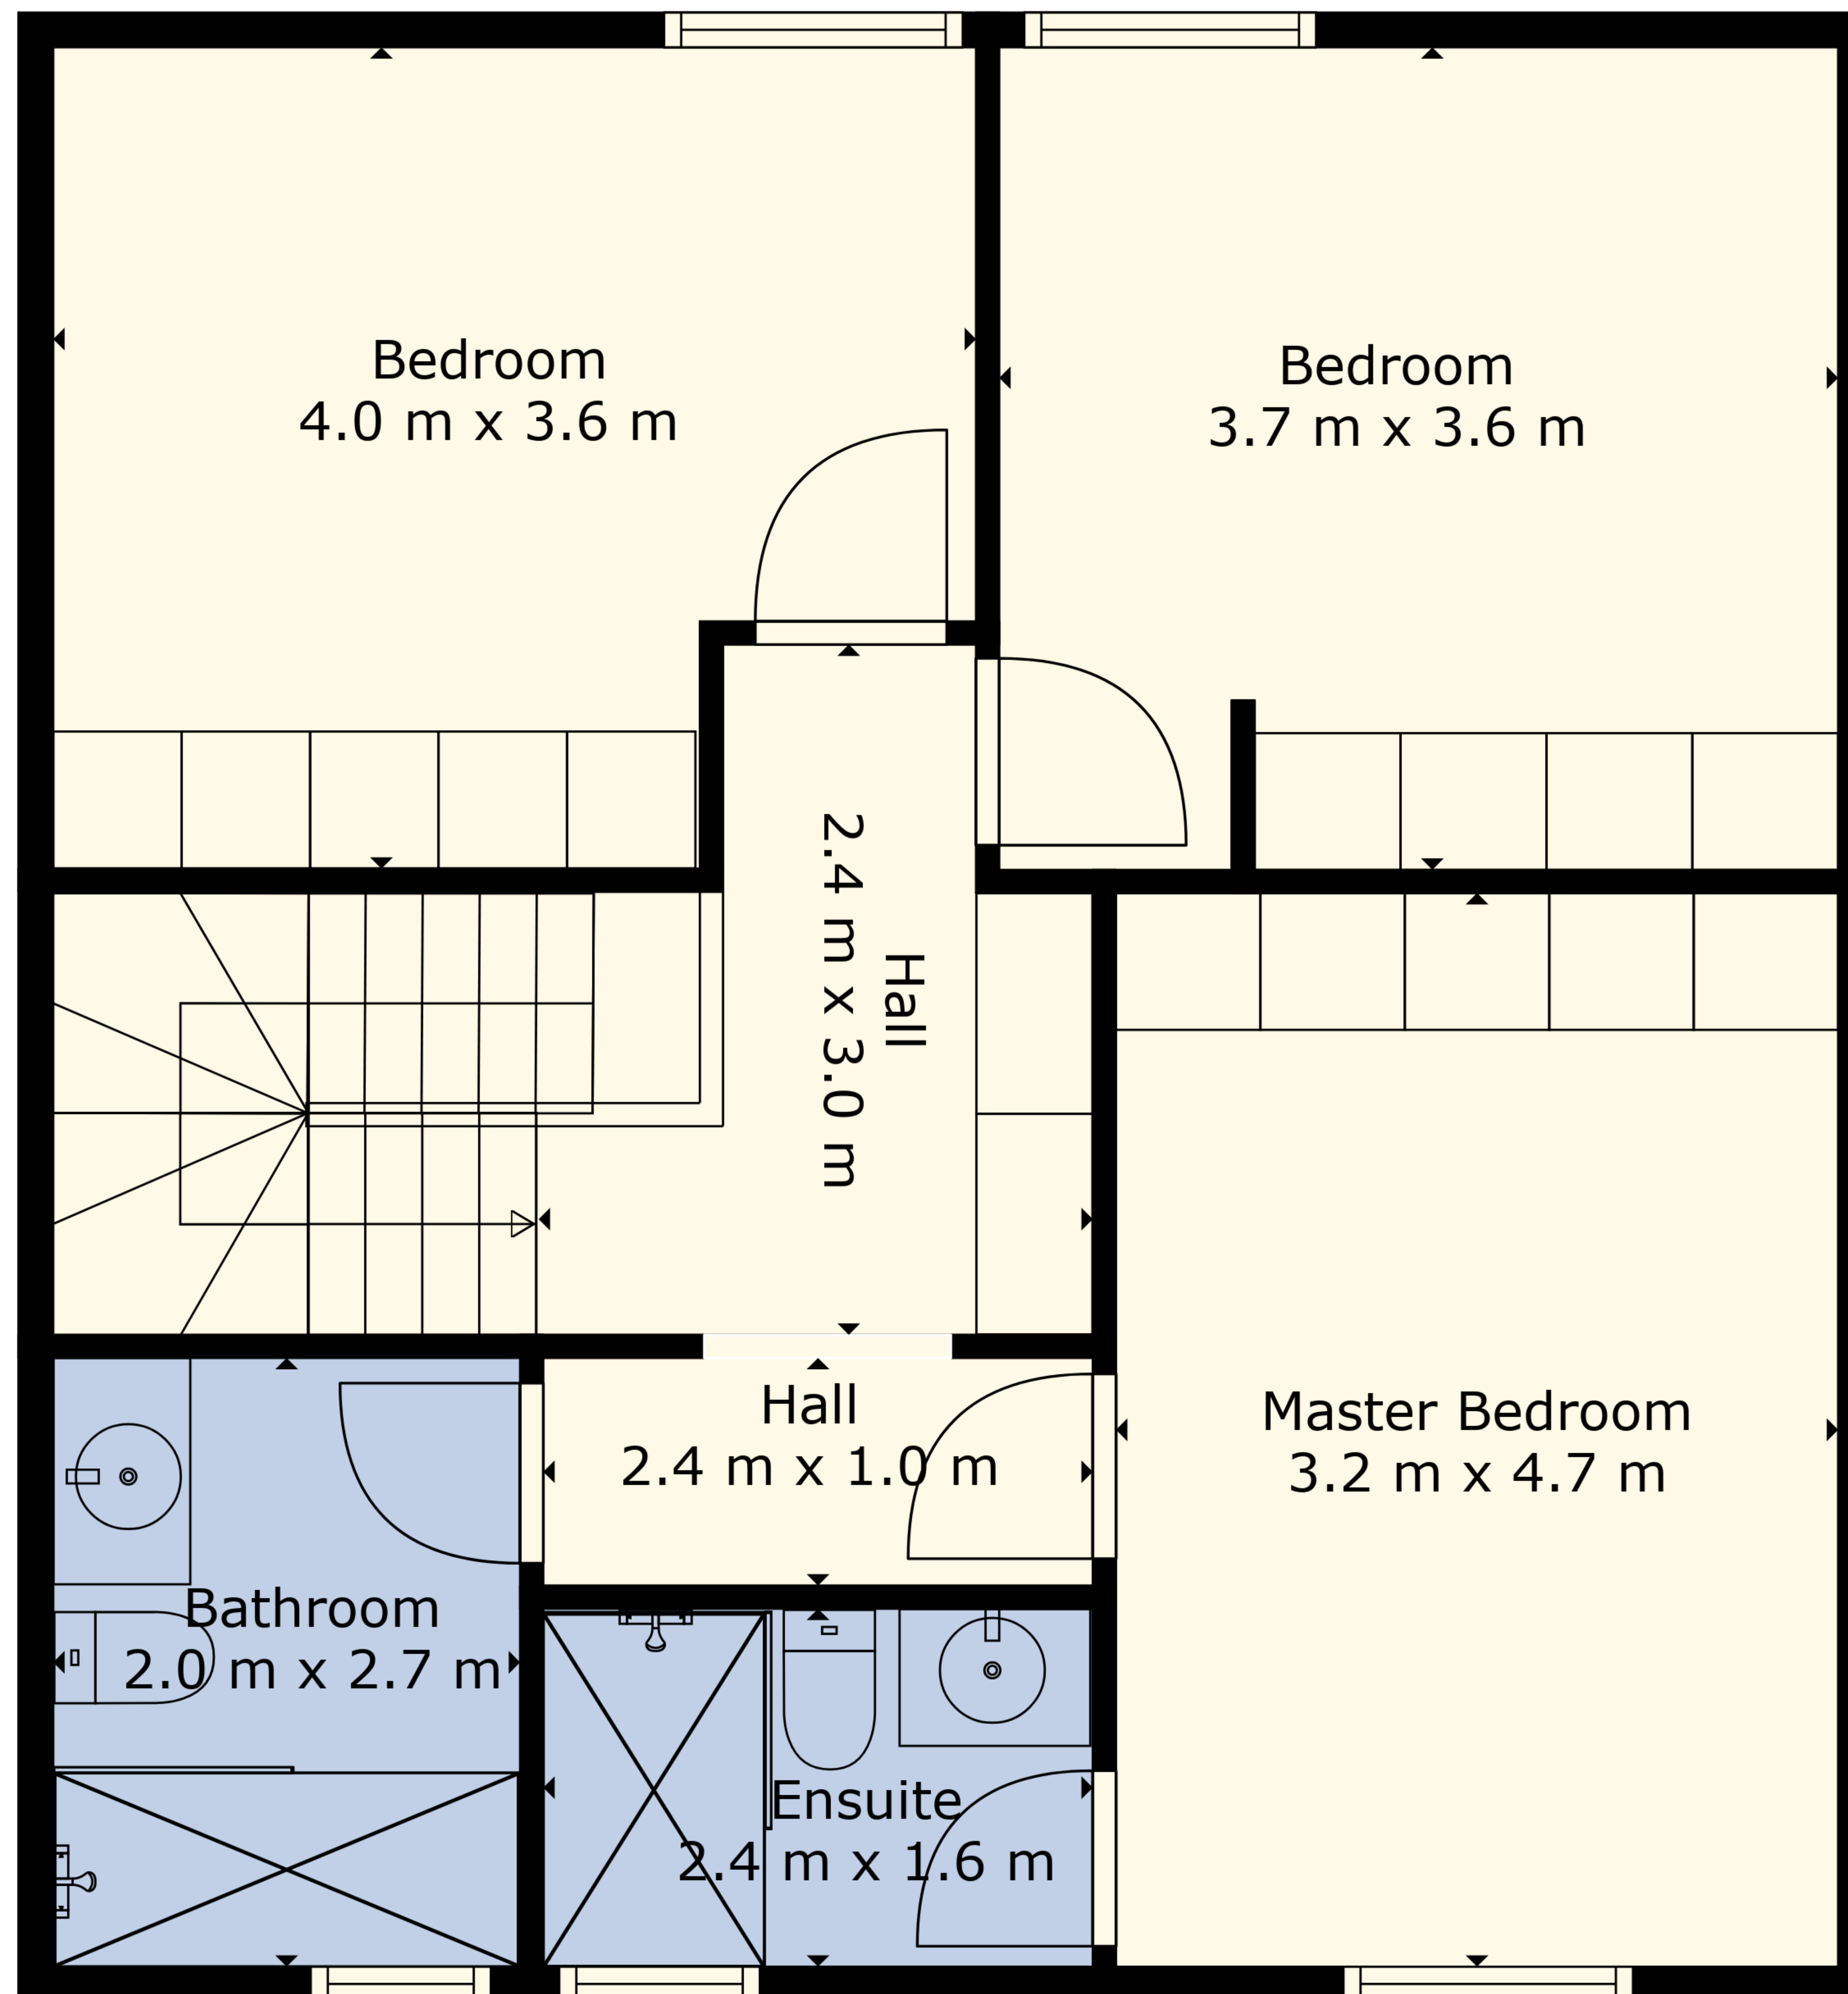 Bedroom
4.0 m x 3.6 m
Bedroom
3.7 m x 3.6 m
Hall
2.4 m x 3.0 m
Hall
2.4 m x 1.0 m
Master Bedroom
3.2 m x 4.7 m
Bathroom
2.0 m x 2.7 m
Ensuite
2.4 m x 1.6 m